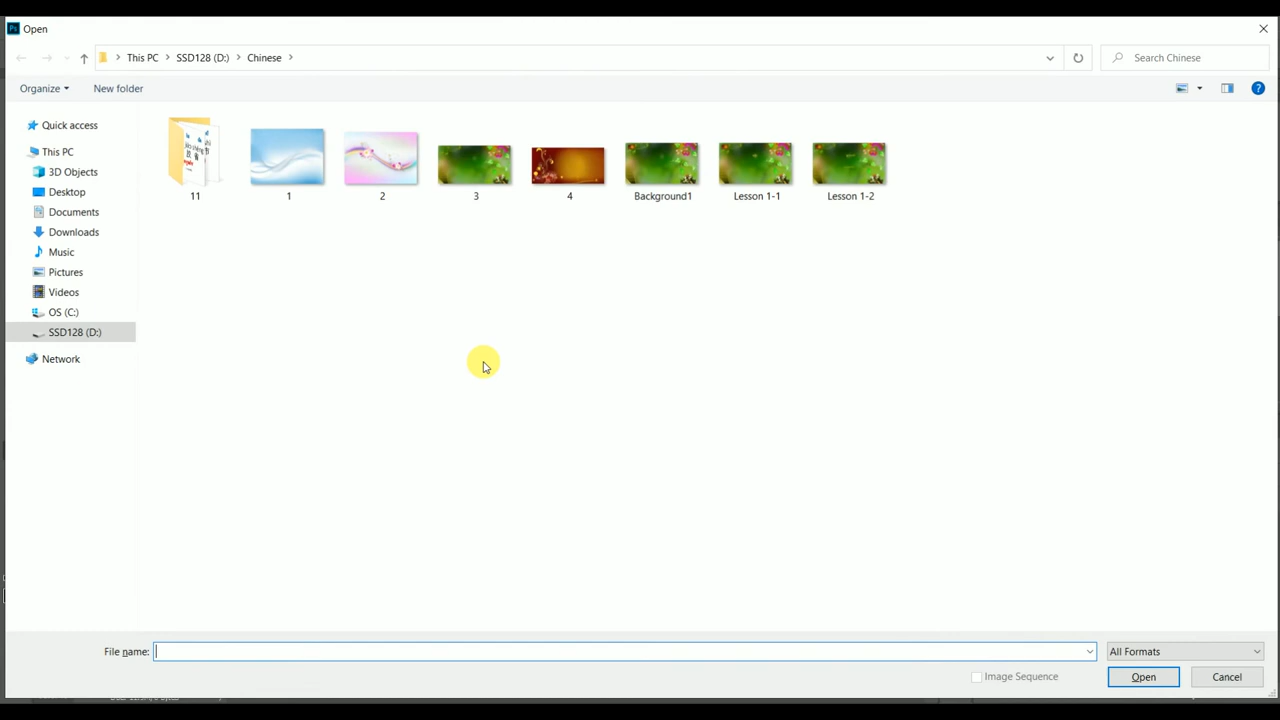 Open
This PC
SSD128 (D:)
Chinese
Search Chinese
Organize
New folder
Quick access
This PC
3D Objects
Desktop
Documents
Downloads
Music
Pictures
Videos
OS (C:)
SSD128 (D:)
Network
11
1
2
3
4
Background1
Lesson 1-1
Lesson 1-2
File name:
All Formats
Image Sequence
Open
Cancel